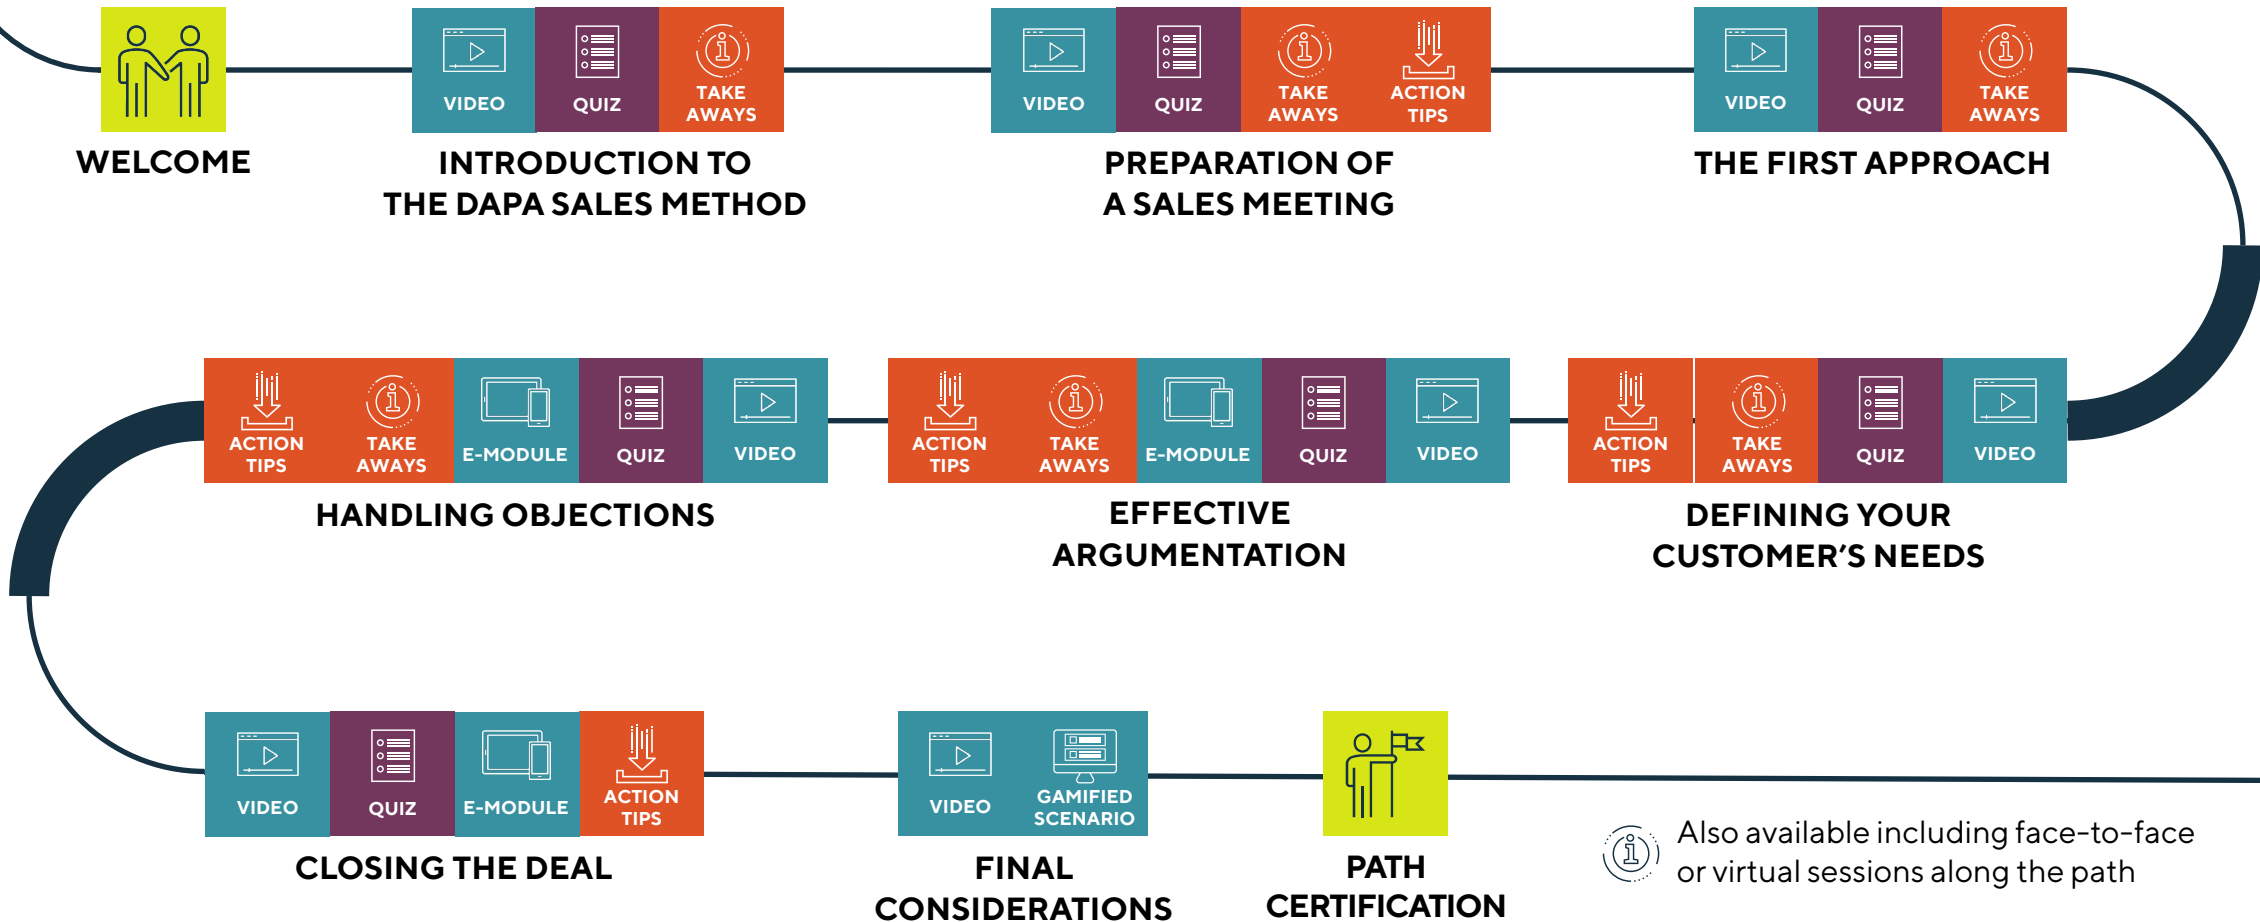 VIDEO
QUIZ
TAKE
AWAYS
VIDEO
QUIZ
TAKE
AWAYS
ACTION
TIPS
VIDEO
QUIZ
TAKE
AWAYS
WELCOME
INTRODUCTION TO
THE DAPA SALES METHOD
PREPARATION OF
A SALES MEETING
THE FIRST APPROACH
ACTION
TIPS
TAKE
AWAYS
E-MODULE
QUIZ
VIDEO
ACTION
TIPS
TAKE
AWAYS
E-MODULE
QUIZ
VIDEO
ACTION
TIPS
TAKE
AWAYS
QUIZ
VIDEO
HANDLING OBJECTIONS
EFFECTIVE
ARGUMENTATION
DEFINING YOUR
CUSTOMER'S NEEDS
VIDEO
QUIZ
E-MODULE
ACTION
TIPS
VIDEO
GAMIFIED
SCENARIO
CLOSING THE DEAL
FINAL
CONSIDERATIONS
PATH
CERTIFICATION
Also available including face-to-face
or virtual sessions along the path